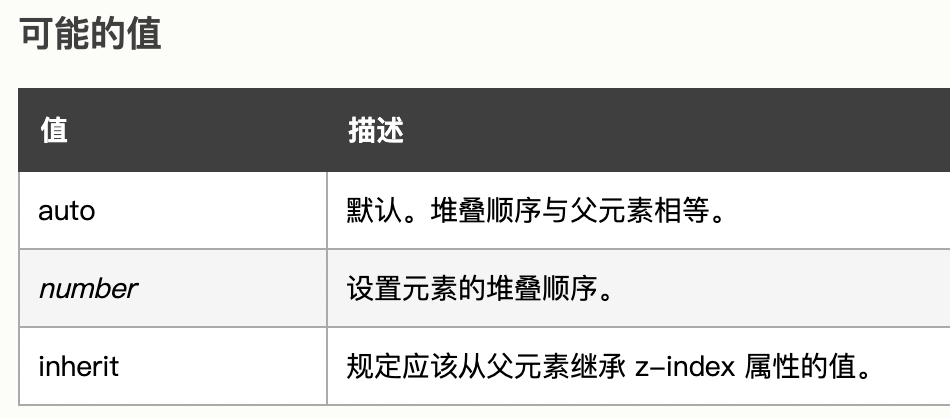 可能的值
值 描述
auto 默认。堆叠顺序与父元素相等。
number 设置元素的堆叠顺序。
inherit 规定应该从父元素继承 z-index 属性的值。